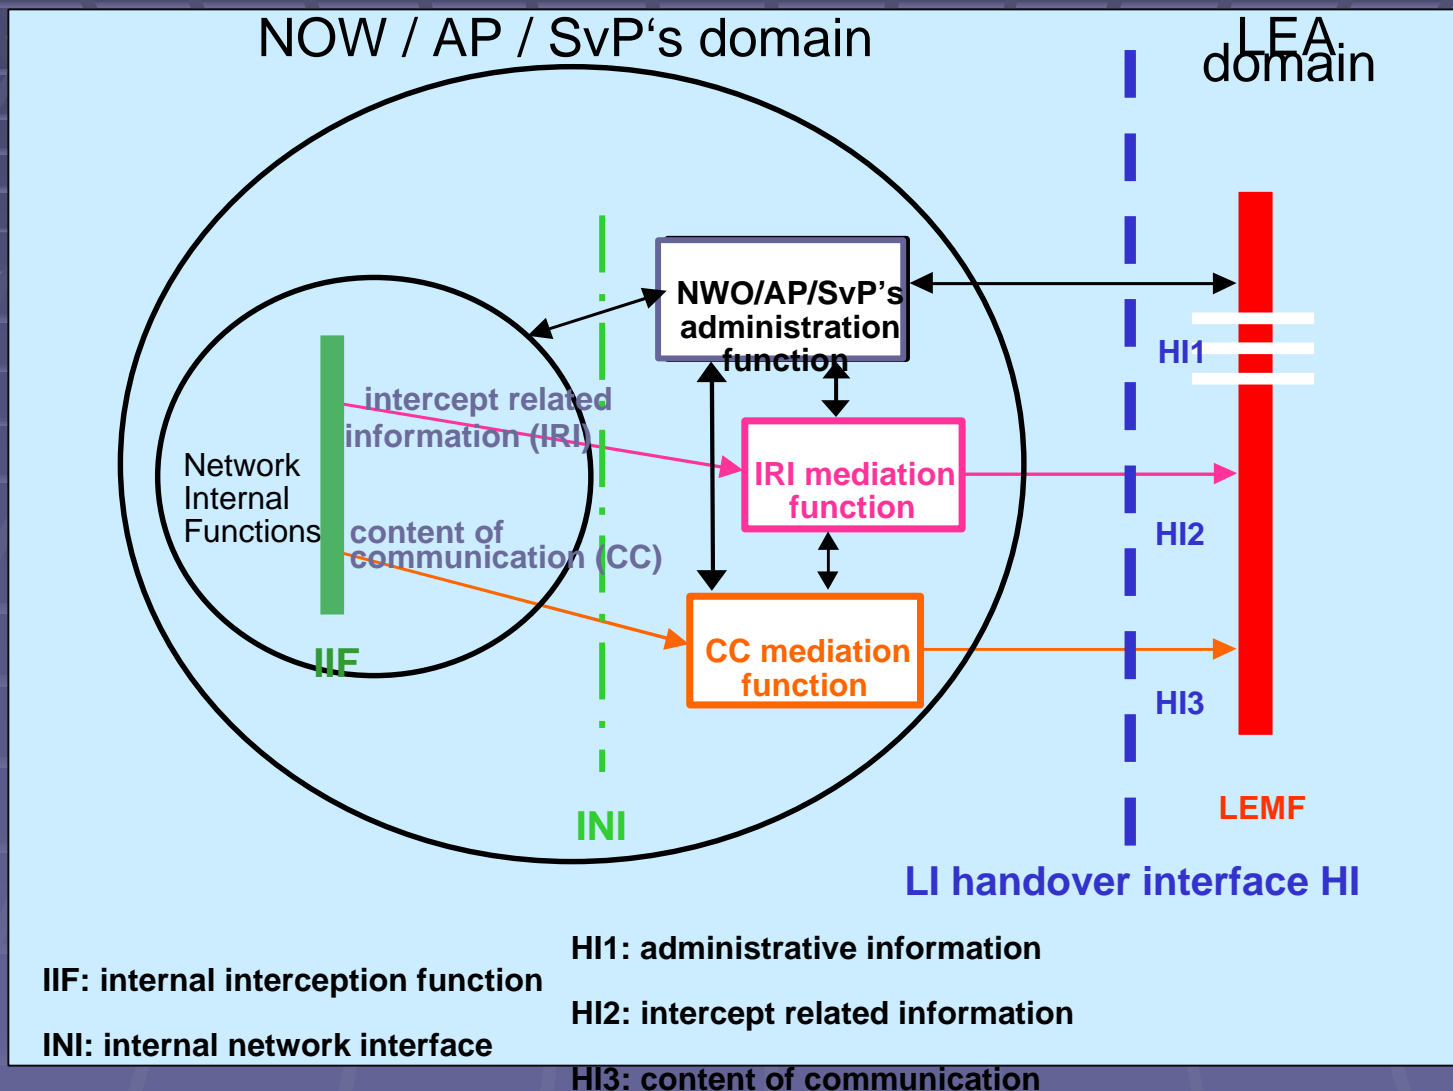 NOW / AP / SvP‘s domain
LEA
domain
NWO/AP/SvP’s
administration
function
HI1
intercept related
information (IRI)
Network
Internal
Functions
IRI mediation
function
content of
communication (CC)
HI2
IIF
CC mediation
function
HI3
INI
LEMF
LI handover interface HI
HI1: administrative information
IIF: internal interception function
HI2: intercept related information
INI: internal network interface
HI3: content of communication